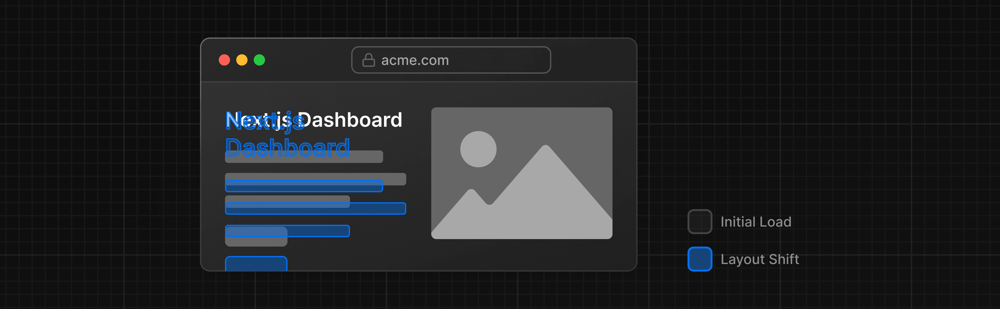 acme.com
Next.js Dashboard
Next.js
Dashboard
Initial Load
Layout Shift